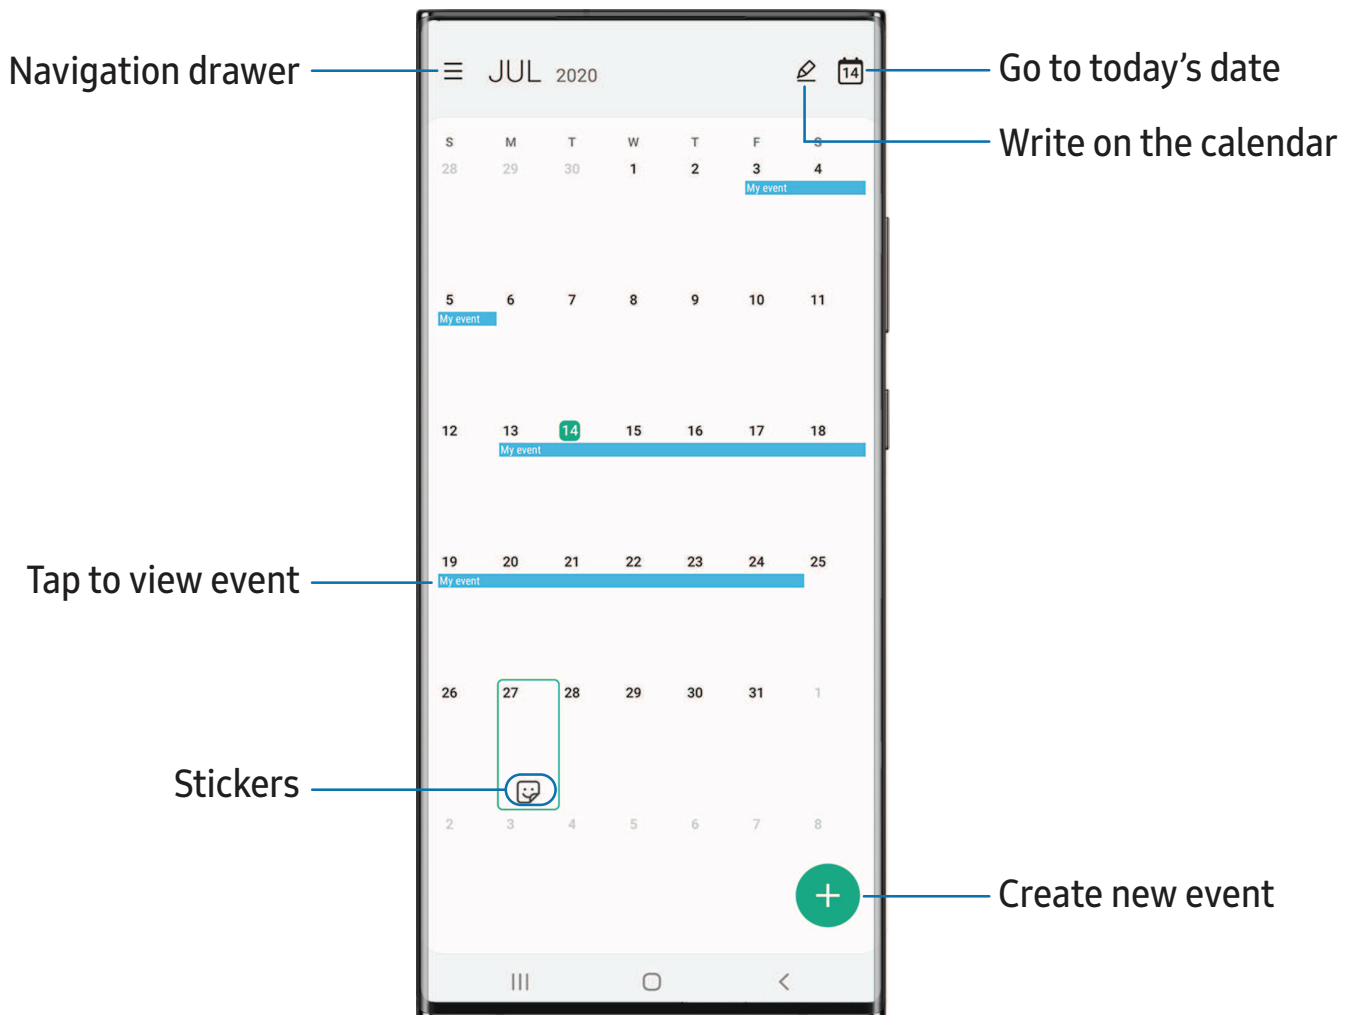 Navigation drawer
JUL 2020
14
Go to today's date
Write on the calendar
S M T W T F S
28 29 30 1 2 3 4
My event
5 6 7 8 9 10 11
My event
12 13 14 15 16 17 18
My event
19 20 21 22 23 24 25
Tap to view event
My event
26 27 28 29 30 31 1
Stickers
2 3 4 5 6 7 8
Create new event